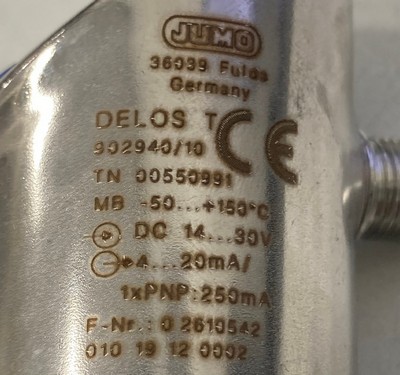 JUMO
36039 Fulda
Germany
DELOS T
CE
902940/10
TN 00550991
MB -50...+150°C
DC 14...30V
4...20mA/
1xPNP:250mA
F-Nr.: 0 2610542
010 19 12 0002